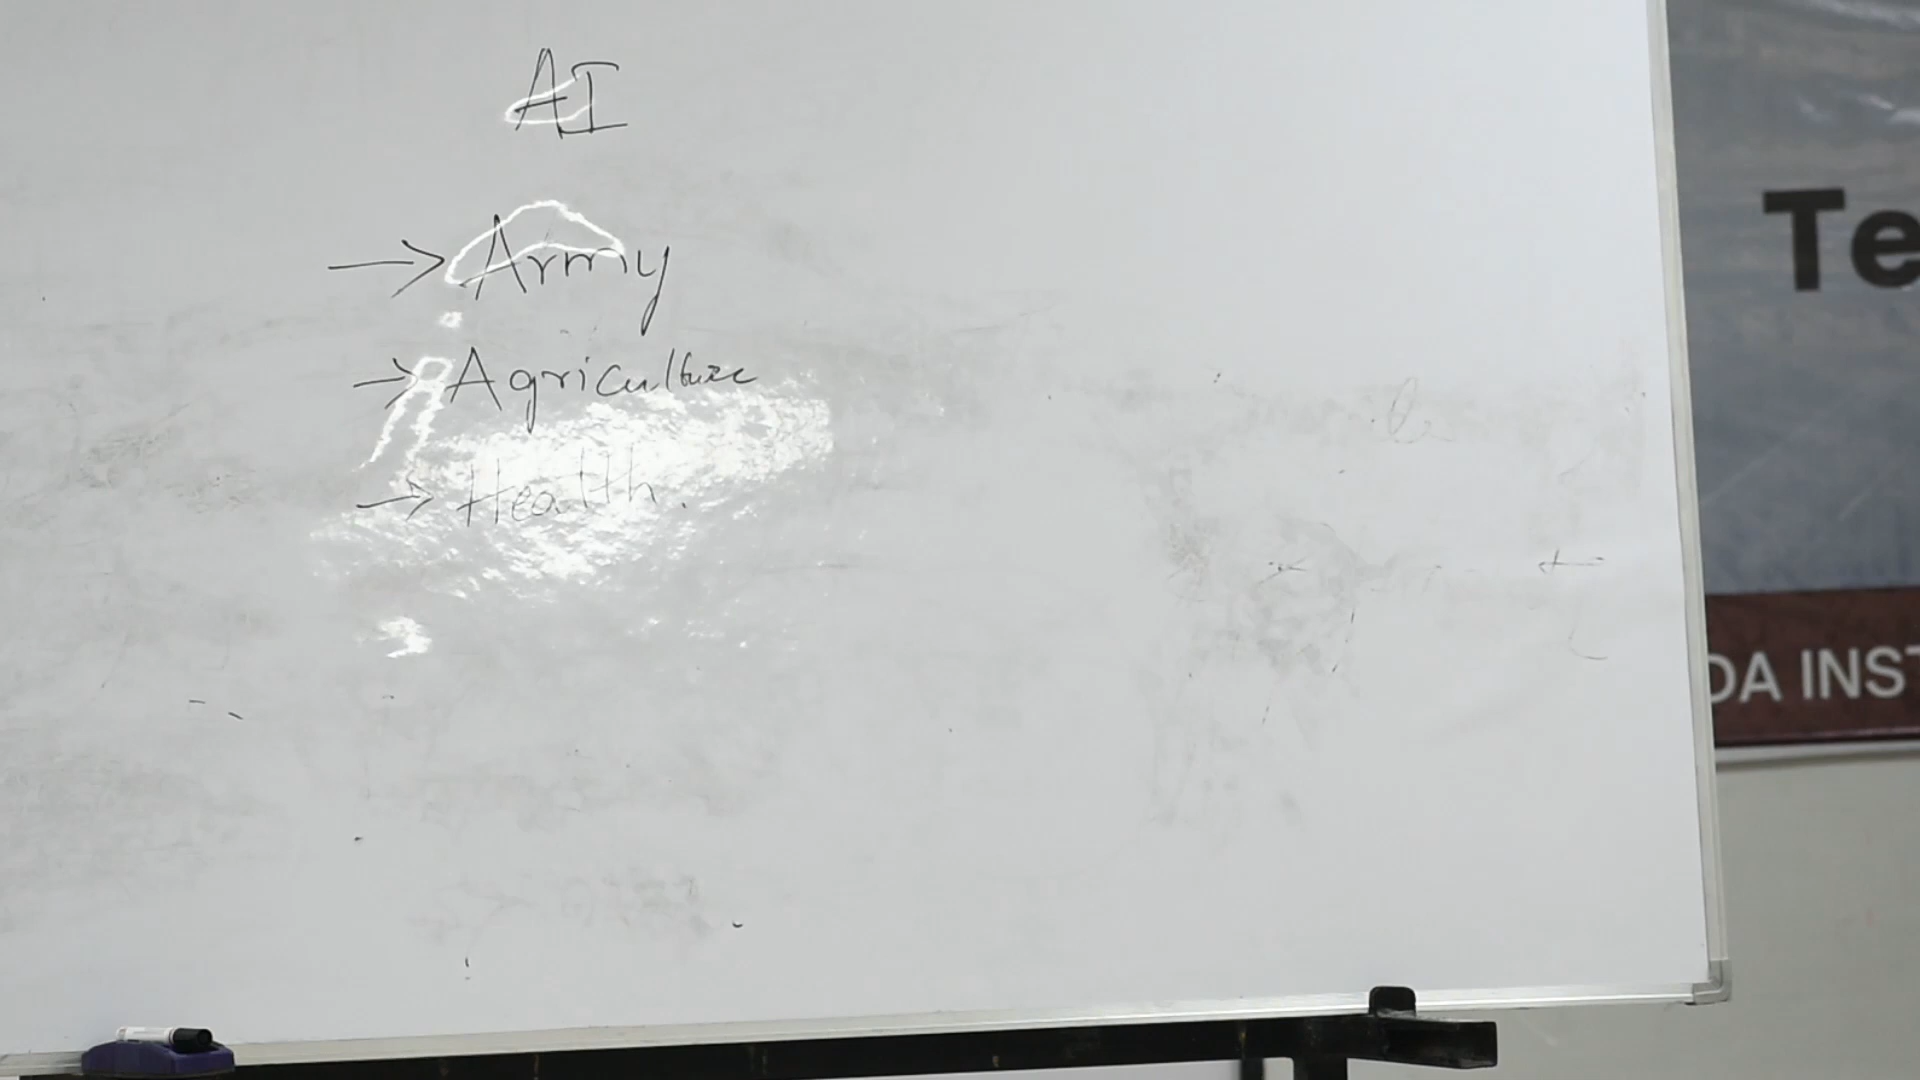 AI
→ Army
→ Agriculture
→ Health.
Te
DA INST